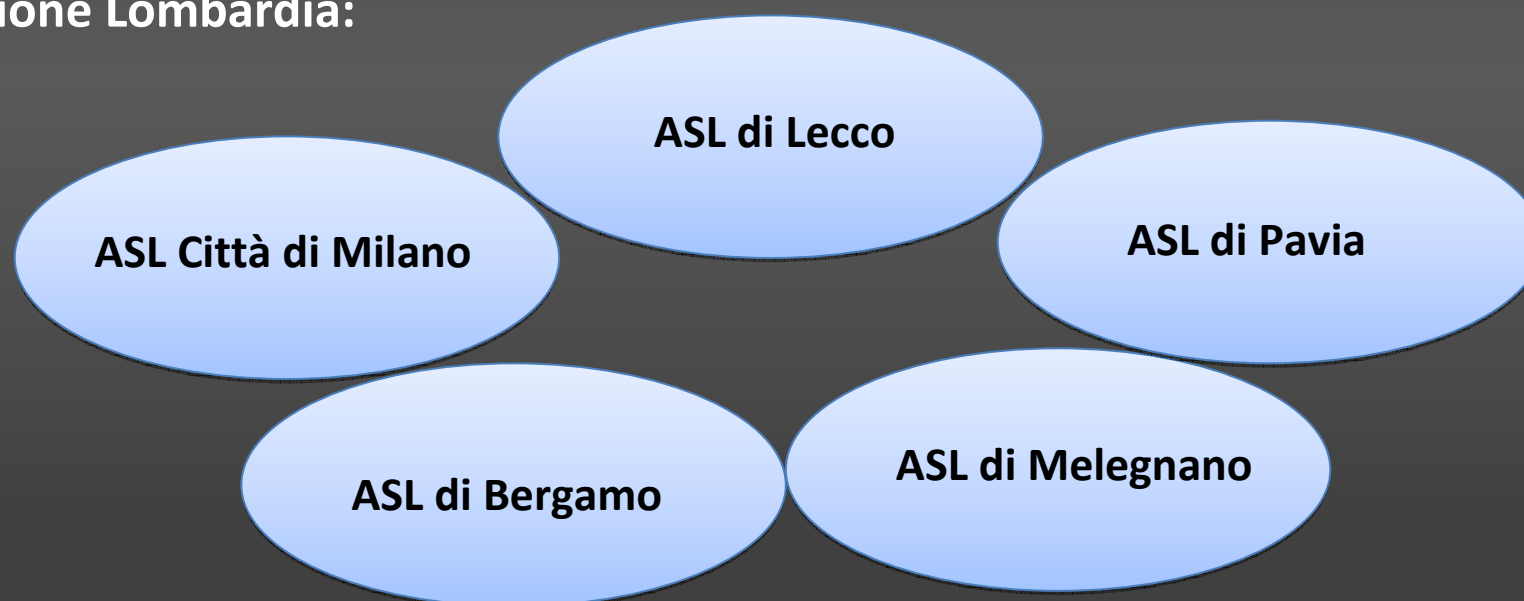 ione Lombardia:
ASL di Lecco
ASL Città di Milano
ASL di Pavia
ASL di Bergamo
ASL di Melegnano